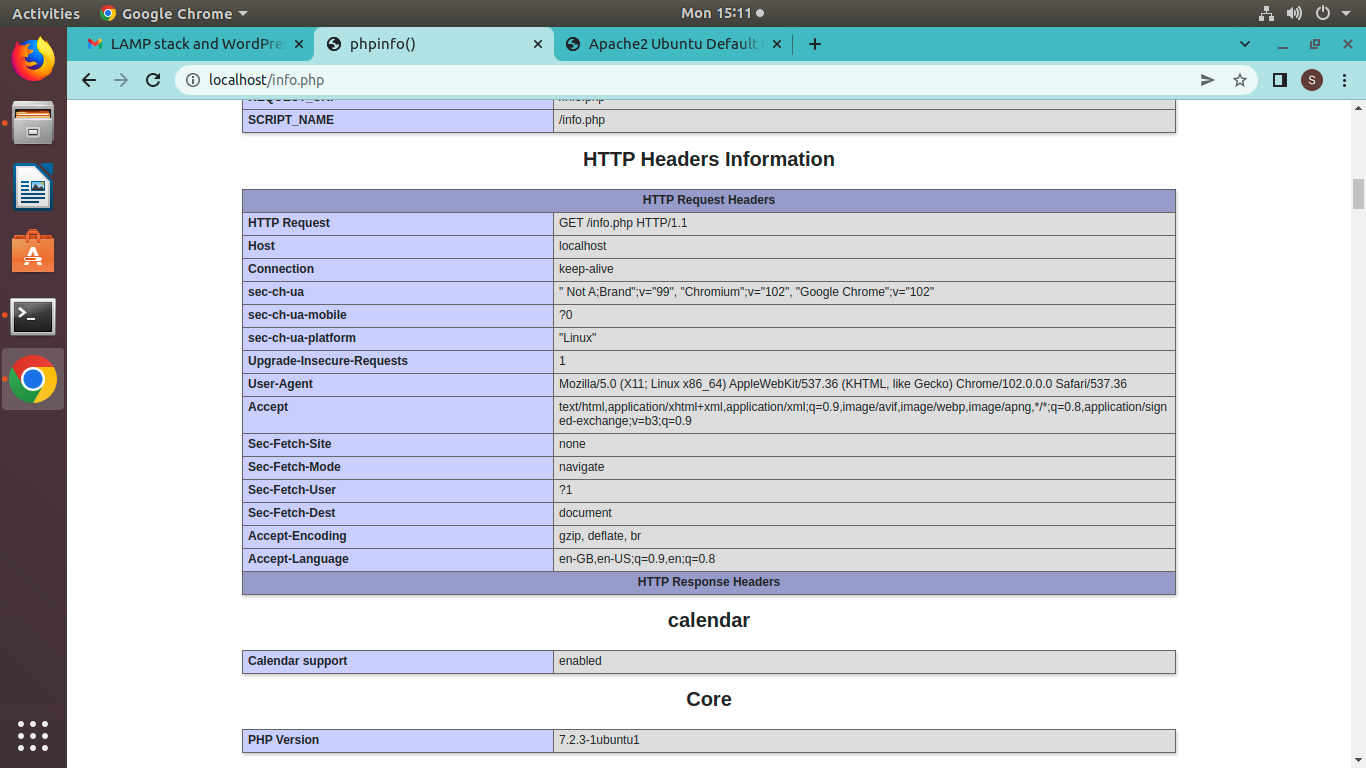 Activities Google Chrome Mon 15:11
LAMP stack and WordPre phpinfo() Apache2 Ubuntu Default
localhost/info.php S
SCRIPT_NAME /info.php
HTTP Headers Information
HTTP Request Headers
HTTP Request GET /info.php HTTP/1.1
Host localhost
Connection keep-alive
sec-ch-ua " Not A;Brand";v="99", "Chromium";v="102", "Google Chrome";v="102"
sec-ch-ua-mobile ?0
sec-ch-ua-platform "Linux"
Upgrade-Insecure-Requests 1
User-Agent Mozilla/5.0 (X11; Linux x86_64) AppleWebKit/537.36 (KHTML, like Gecko) Chrome/102.0.0.0 Safari/537.36
Accept text/html,application/xhtml+xml,application/xml;q=0.9,image/avif,image/webp,image/apng,*/*;q=0.8,application/sign
ed-exchange;v=b3;q=0.9
Sec-Fetch-Site none
Sec-Fetch-Mode navigate
Sec-Fetch-User ?1
Sec-Fetch-Dest document
Accept-Encoding gzip, deflate, br
Accept-Language en-GB,en-US;q=0.9,en;q=0.8
HTTP Response Headers
calendar
Calendar support enabled
Core
PHP Version 7.2.3-1ubuntu1